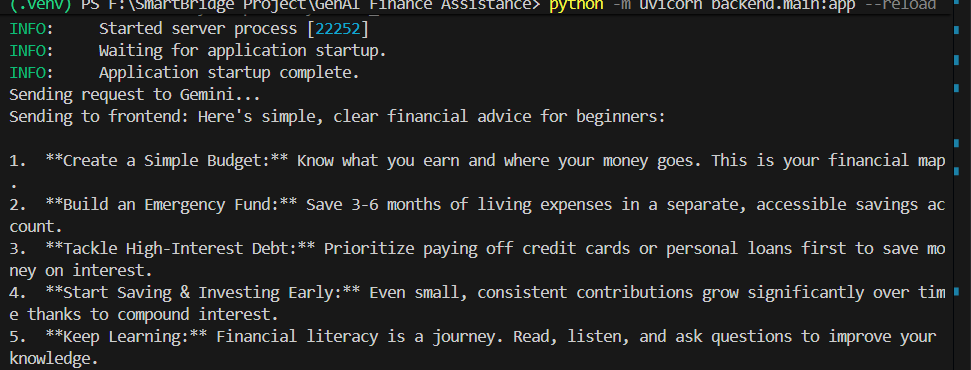 (.venv) PS F:\SmartBridge Project\GenAI_Finance Assistance> python -m uvicorn backend.main:app --reload
INFO:     Started server process [22252]
INFO:     Waiting for application startup.
INFO:     Application startup complete.
Sending request to Gemini...
Sending to frontend: Here's simple, clear financial advice for beginners:
1.  **Create a Simple Budget:** Know what you earn and where your money goes. This is your financial map
.
2.  **Build an Emergency Fund:** Save 3-6 months of living expenses in a separate, accessible savings ac
count.
3.  **Tackle High-Interest Debt:** Prioritize paying off credit cards or personal loans first to save mo
ney on interest.
4.  **Start Saving & Investing Early:** Even small, consistent contributions grow significantly over tim
e thanks to compound interest.
5.  **Keep Learning:** Financial literacy is a journey. Read, listen, and ask questions to improve your
knowledge.